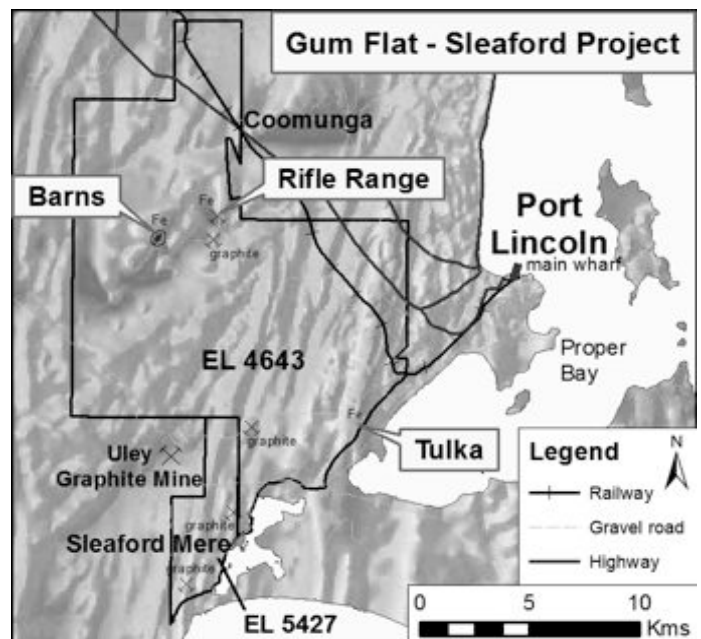 Gum Flat - Sleaford Project
Coomunga
Rifle Range
Barns
Fe
Fe
graphite
Port
Lincoln
main wharf
EL 4643
Proper
Bay
Fe
graphite
Tulka
Uley
Graphite Mine
graphite
Sleaford Mere
graphite
EL 5427
Legend
N
Railway
Gravel road
Highway
0 5 10
Kms